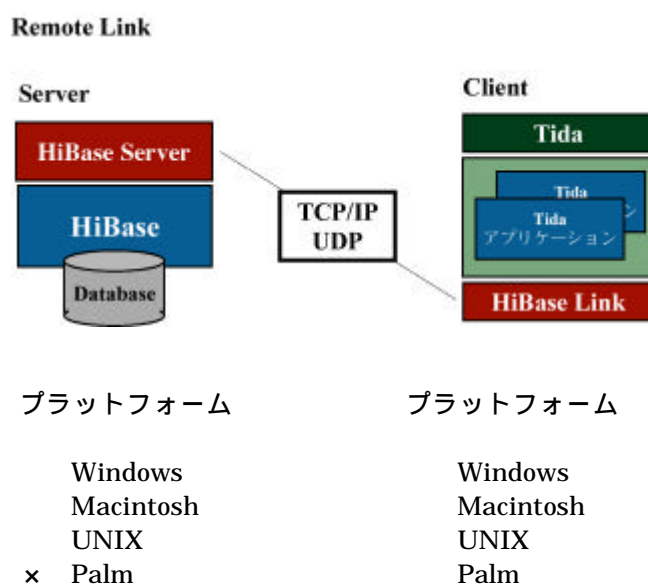 Remote Link
Server
HiBase Server
HiBase
Database
TCP/IP
UDP
Client
Tida
Tida
ン
Tida
アプリケーション
HiBase Link
プラットフォーム
Windows
Macintosh
UNIX
× Palm
プラットフォーム
Windows
Macintosh
UNIX
Palm